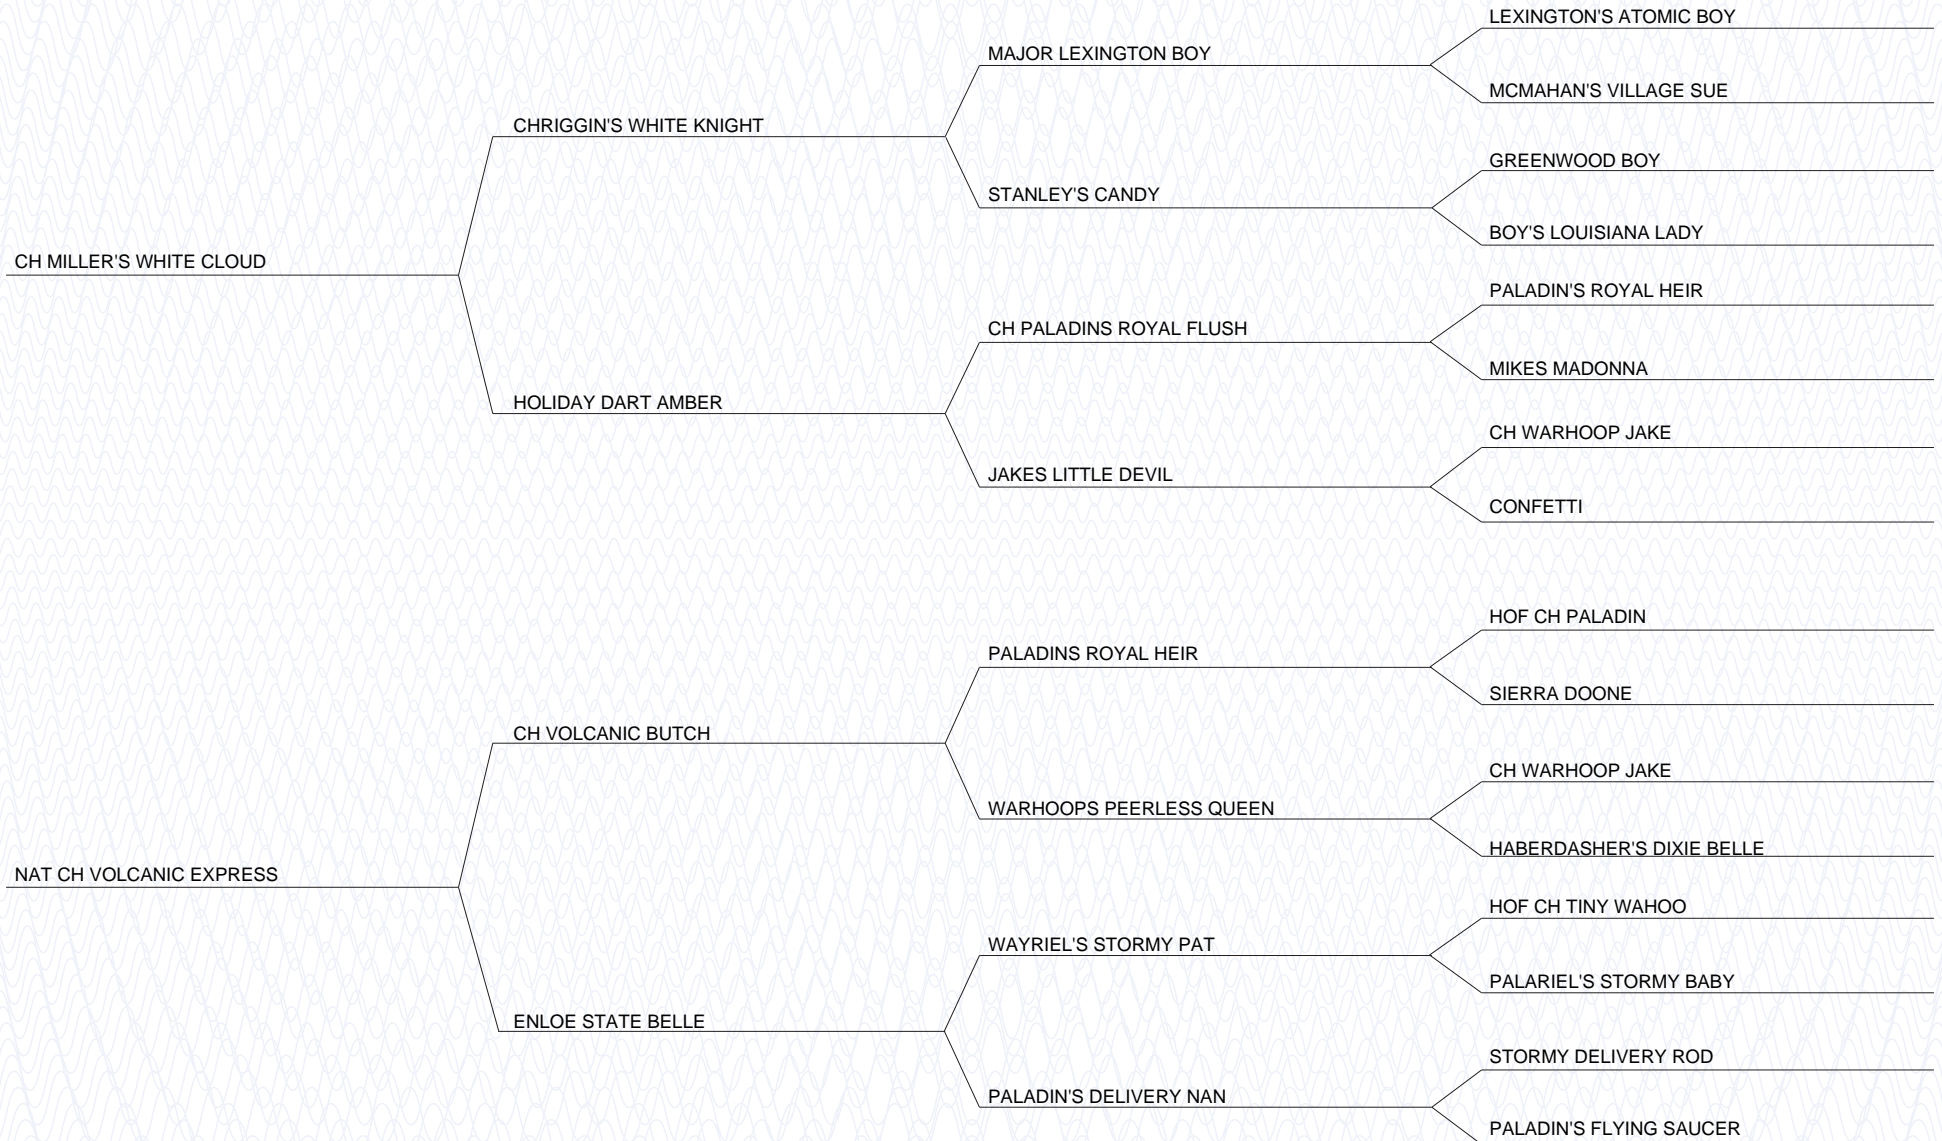 LEXINGTON'S ATOMIC BOY
MAJOR LEXINGTON BOY
MCMAHAN'S VILLAGE SUE
CHRIGGIN'S WHITE KNIGHT
GREENWOOD BOY
STANLEY'S CANDY
BOY'S LOUISIANA LADY
CH MILLER'S WHITE CLOUD
PALADIN'S ROYAL HEIR
CH PALADINS ROYAL FLUSH
MIKES MADONNA
HOLIDAY DART AMBER
CH WARHOOP JAKE
JAKES LITTLE DEVIL
CONFETTI
HOF CH PALADIN
PALADINS ROYAL HEIR
SIERRA DOONE
CH VOLCANIC BUTCH
CH WARHOOP JAKE
WARHOOPS PEERLESS QUEEN
HABERDASHER'S DIXIE BELLE
NAT CH VOLCANIC EXPRESS
HOF CH TINY WAHOO
WAYRIEL'S STORMY PAT
PALARIEL'S STORMY BABY
ENLOE STATE BELLE
STORMY DELIVERY ROD
PALADIN'S DELIVERY NAN
PALADIN'S FLYING SAUCER